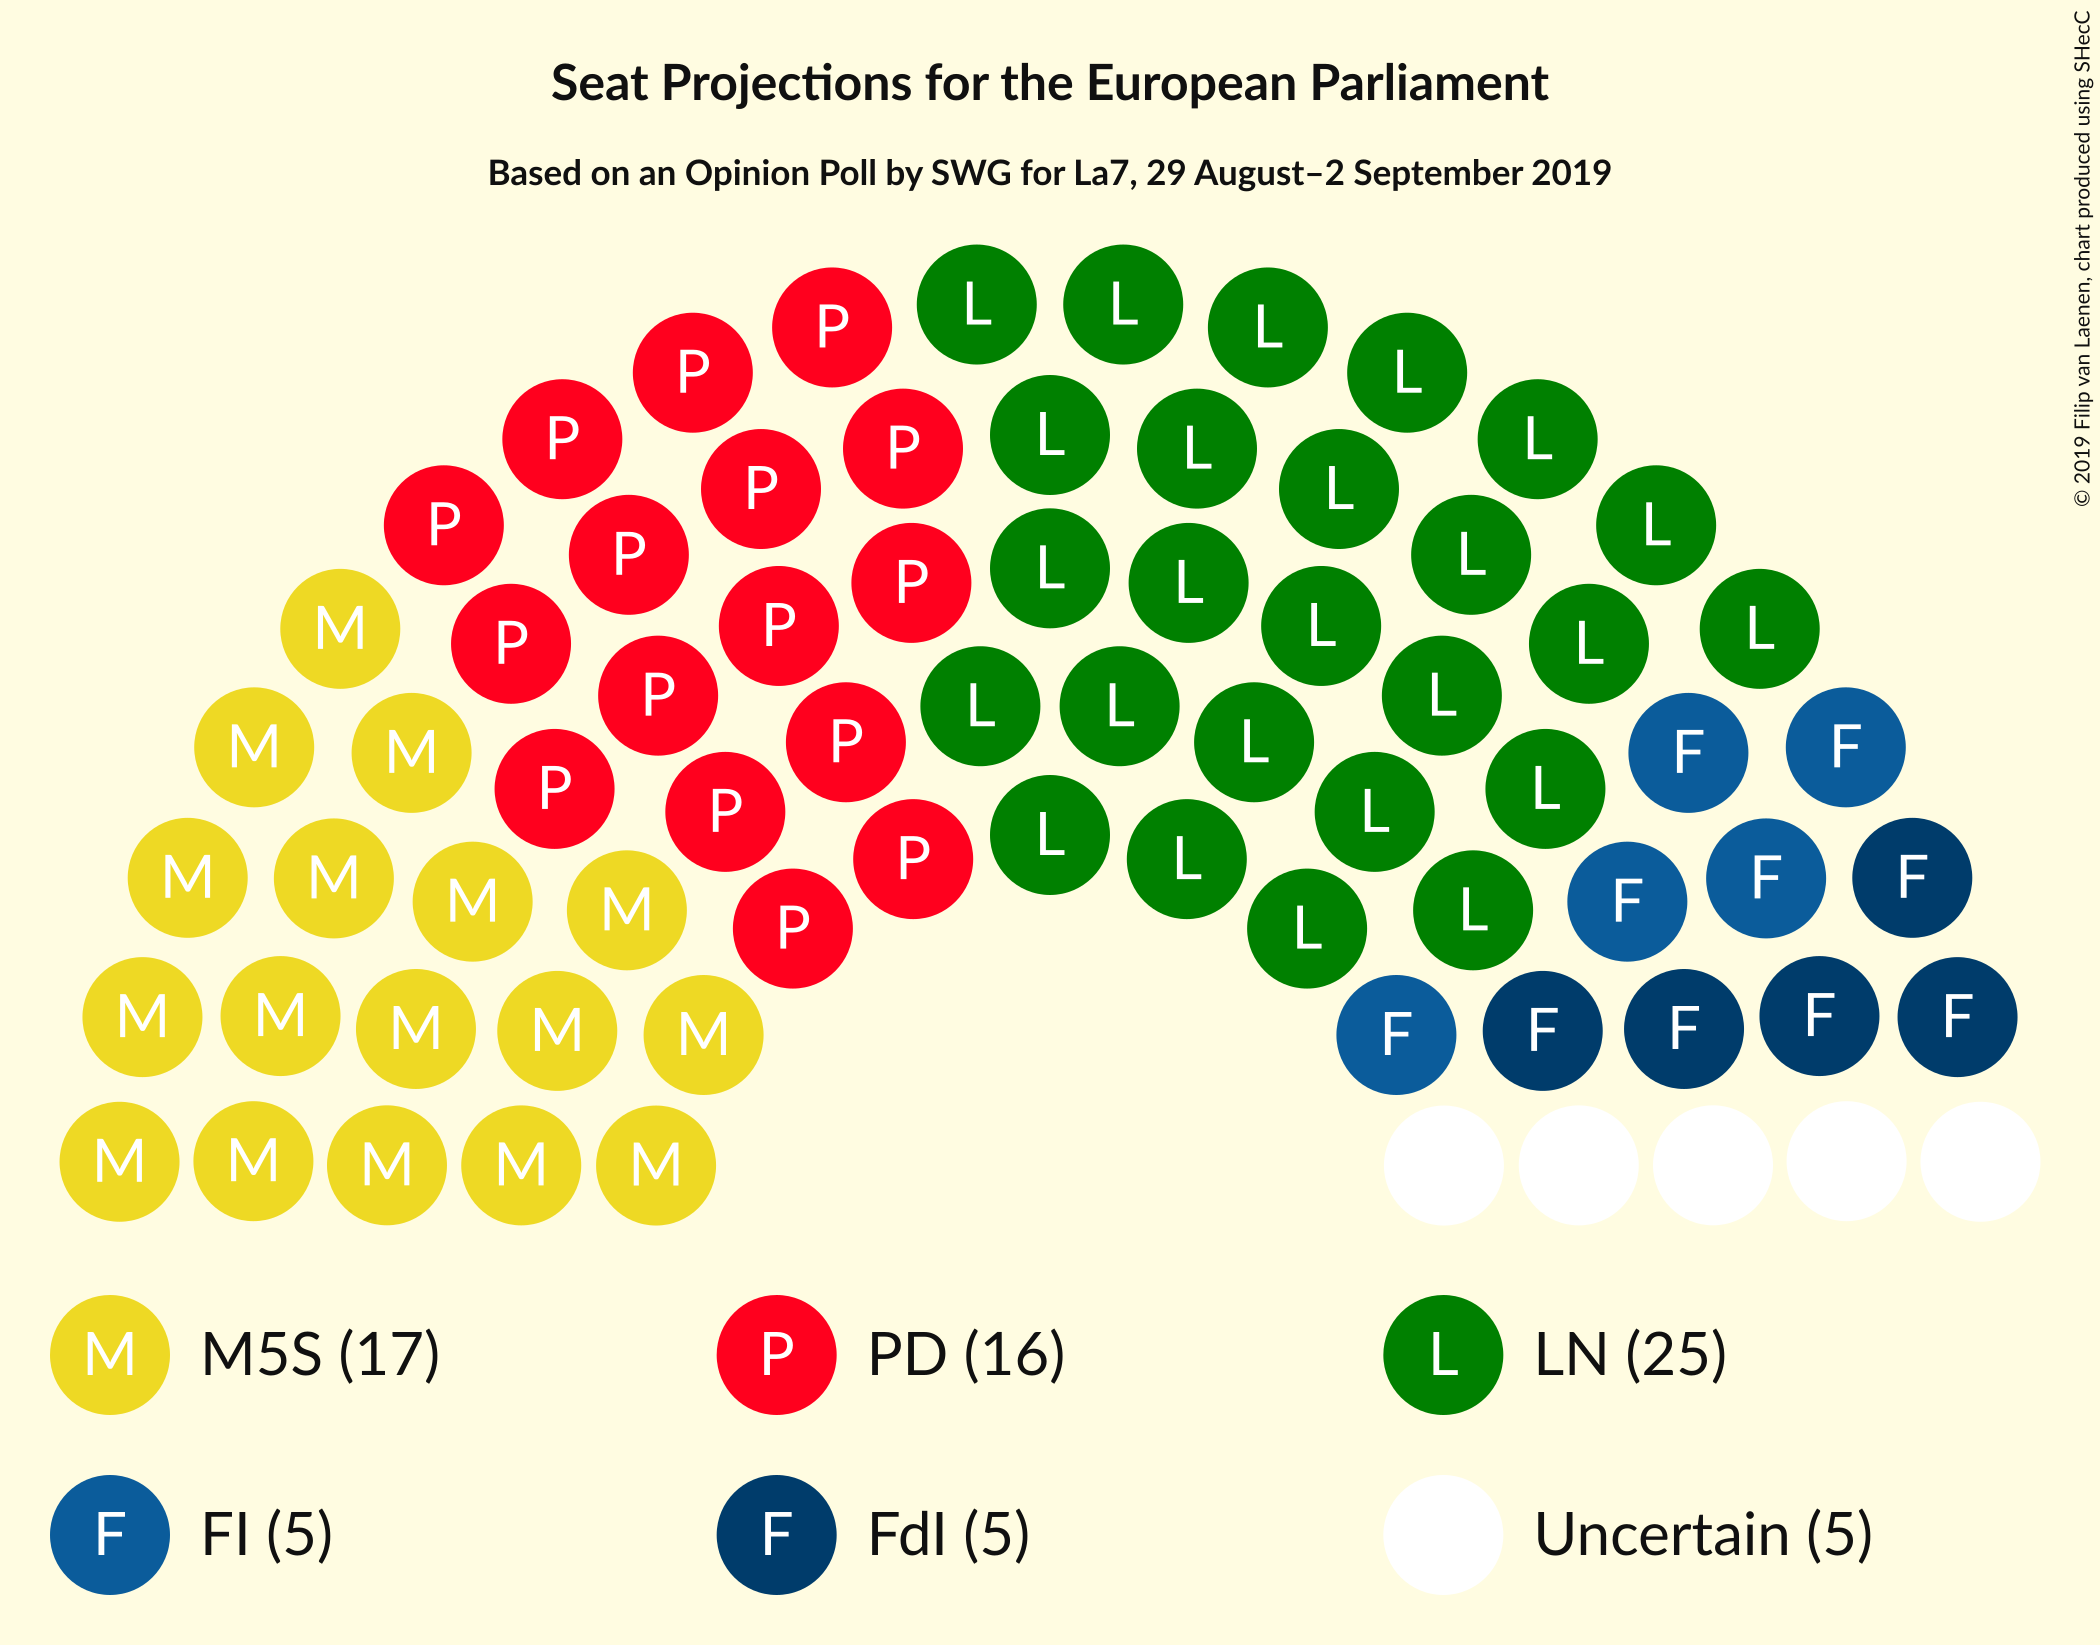 Seat Projections for the European Parliament
Based on an Opinion Poll by SWG for La7, 29 August–2 September 2019
© 2019 Filip van Laenen, chart produced using SHecC
L L
P L
P L
P P L L L
P P L L
P L
P P L L L
M P L L
P L
P L
P L L L
M M P L F F
P L
P L
M M M M P L L L F F F
P L
M M M M M F F F F F
M M M M M
M M5S (17) P PD (16) L LN (25)
F FI (5) F FdI (5) Uncertain (5)